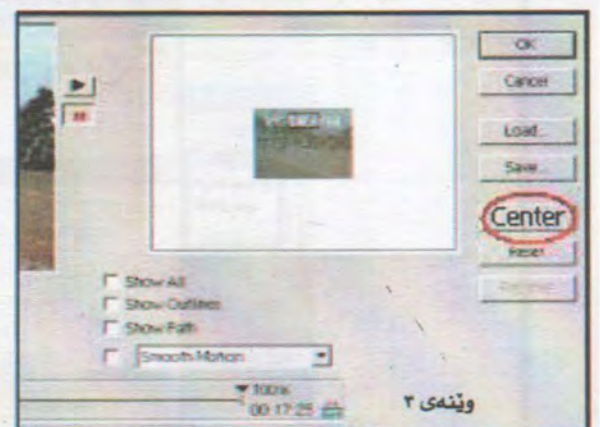 OK
Cancel
Load...
Save...
Center
Reset
Show All
Show Outlines
Show Path
Smooth Motion
100%
00:17:25
وێنەی ٣